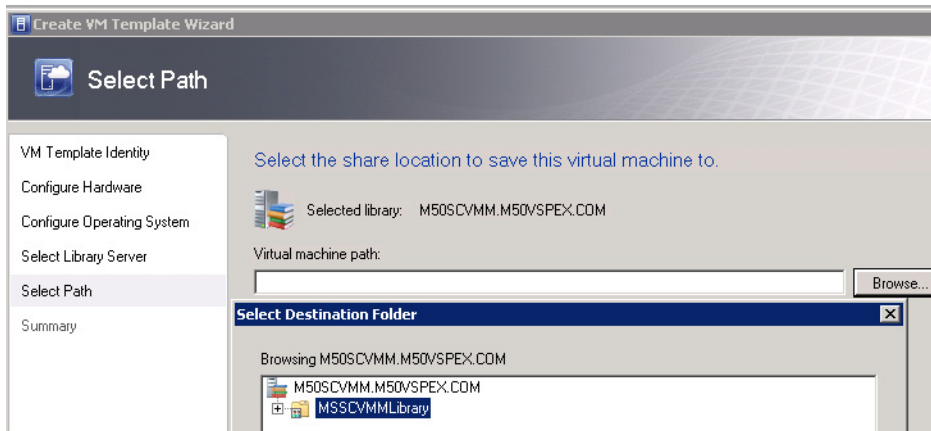 Create VM Template Wizard
Select Path
VM Template Identity
Configure Hardware
Configure Operating System
Select Library Server
Select Path
Summary
Select the share location to save this virtual machine to.
Selected library: M50SCVMM.M50VSPEX.COM
Virtual machine path:
Browse...
Select Destination Folder
Browsing M50SCVMM.M50VSPEX.COM
M50SCVMM.M50VSPEX.COM
MSSCVMMLibrary